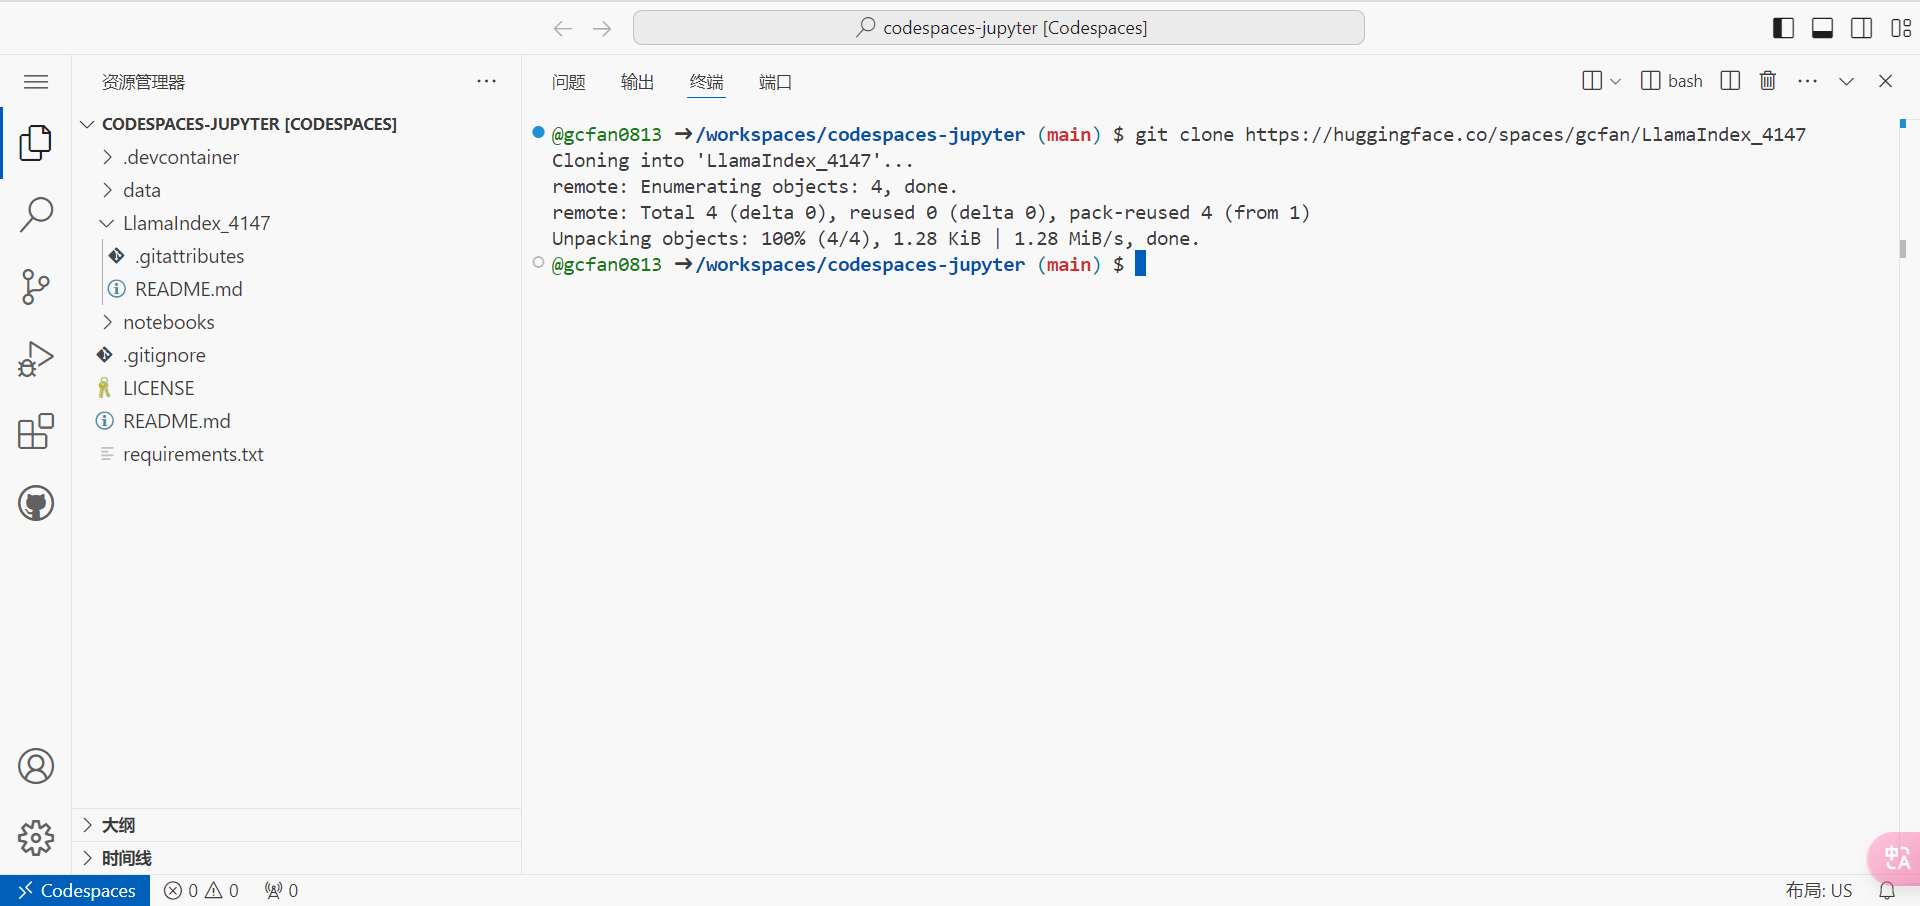 codespaces-jupyter [Codespaces]
资源管理器
CODESPACES-JUPYTER [CODESPACES]
.devcontainer
data
LlamaIndex_4147
.gitattributes
README.md
notebooks
.gitignore
LICENSE
README.md
requirements.txt
大纲
时间线
问题 输出 终端 端口
bash
@gcfan0813 ➜/workspaces/codespaces-jupyter (main) $ git clone https://huggingface.co/spaces/gcfan/LlamaIndex_4147
Cloning into 'LlamaIndex_4147'...
remote: Enumerating objects: 4, done.
remote: Total 4 (delta 0), reused 0 (delta 0), pack-reused 4 (from 1)
Unpacking objects: 100% (4/4), 1.28 KiB | 1.28 MiB/s, done.
@gcfan0813 ➜/workspaces/codespaces-jupyter (main) $
中A
Codespaces 0 0 0 布局: US